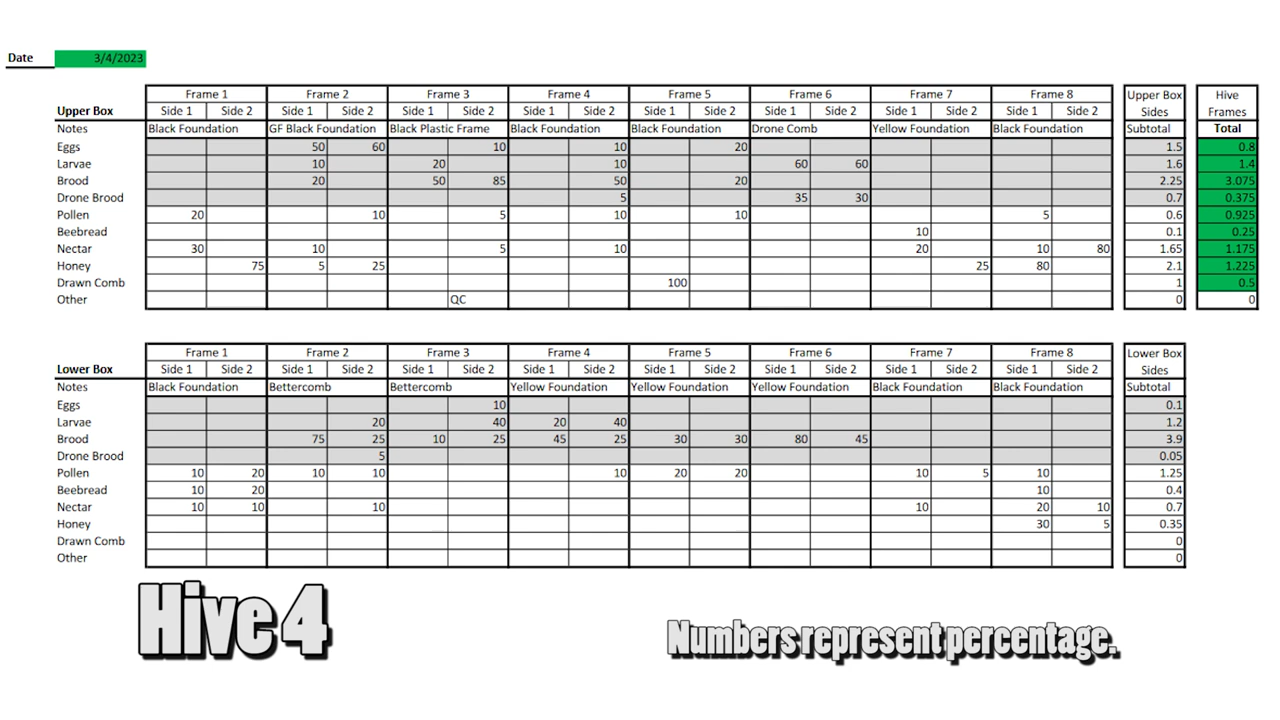 Date 3/4/2023
Frame 1 Frame 2 Frame 3 Frame 4 Frame 5 Frame 6 Frame 7 Frame 8 Upper Box Hive
Upper Box Side 1 Side 2 Side 1 Side 2 Side 1 Side 2 Side 1 Side 2 Side 1 Side 2 Side 1 Side 2 Side 1 Side 2 Side 1 Side 2 Sides Frames
Notes Black Foundation GF Black Foundation Black Plastic Frame Black Foundation Black Foundation Drone Comb Yellow Foundation Black Foundation Subtotal Total
Eggs 50 60 10 10 20 1.5 0.8
Larvae 10 20 10 60 60 1.6 1.4
Brood 20 50 85 50 20 2.25 3.075
Drone Brood 5 35 30 0.7 0.375
Pollen 20 10 5 10 10 5 0.6 0.925
Beebread 10 0.1 0.25
Nectar 30 10 5 10 20 10 80 1.65 1.175
Honey 75 5 25 25 80 2.1 1.225
Drawn Comb 100 1 0.5
Other QC 0 0
Frame 1 Frame 2 Frame 3 Frame 4 Frame 5 Frame 6 Frame 7 Frame 8 Lower Box
Lower Box Side 1 Side 2 Side 1 Side 2 Side 1 Side 2 Side 1 Side 2 Side 1 Side 2 Side 1 Side 2 Side 1 Side 2 Side 1 Side 2 Sides
Notes Black Foundation Bettercomb Bettercomb Yellow Foundation Yellow Foundation Yellow Foundation Black Foundation Black Foundation Subtotal
Eggs 10 0.1
Larvae 20 40 20 40 1.2
Brood 75 25 10 25 45 25 30 30 80 45 3.9
Drone Brood 5 0.05
Pollen 10 20 10 10 10 20 20 10 5 10 1.25
Beebread 10 20 10 0.4
Nectar 10 10 10 10 20 10 0.7
Honey 30 5 0.35
Drawn Comb 0
Other 0
Hive 4
Numbers represent percentage.